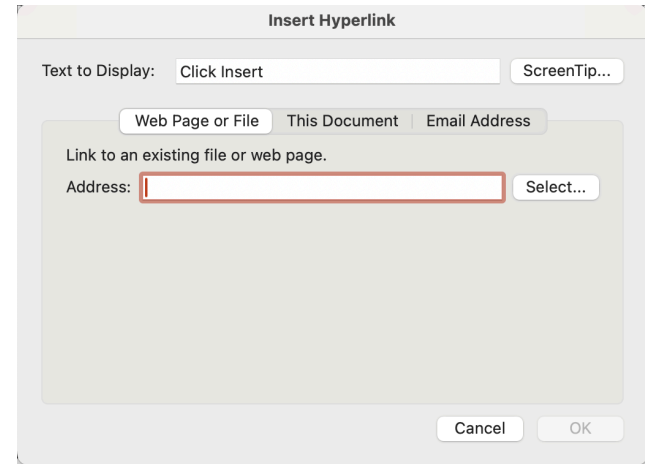 Insert Hyperlink
Text to Display: Click Insert ScreenTip...
Web Page or File This Document Email Address
Link to an existing file or web page.
Address: Select...
Cancel OK